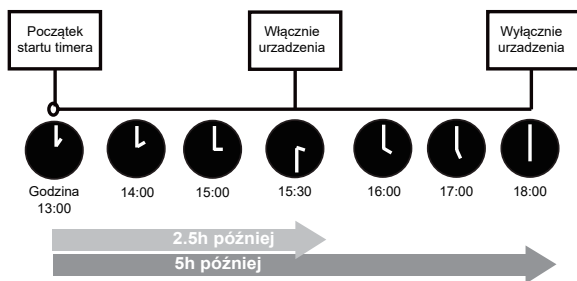 Początek
startu timera
Włącznie
urzadzenia
Wyłącznie
urzadzenia
Godzina
13:00
14:00
15:00
15:30
16:00
17:00
18:00
2.5h później
5h później